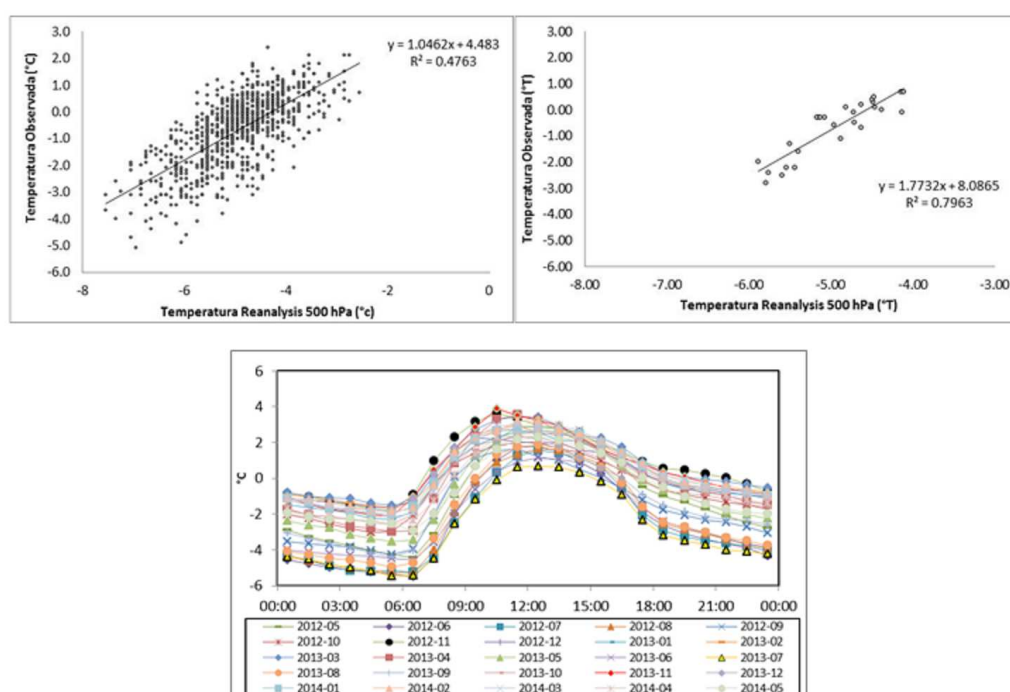 3.0
2.0
1.0
0.0
-1.0
-2.0
-3.0
-4.0
-5.0
-6.0
Temperatura Observada (°C)
y = 1.0462x + 4.483
R² = 0.4763
-8 -6 -4 -2 0
Temperatura Reanalysis 500 hPa (°c)
3.00
2.00
1.00
0.00
-1.00
-2.00
-3.00
-4.00
-5.00
-6.00
Temperatura Observada (°T)
y = 1.7732x + 8.0865
R² = 0.7963
-8.00 -7.00 -6.00 -5.00 -4.00 -3.00
Temperatura Reanalysis 500 hPa (°T)
6
4
2
0
-2
-4
-6
°C
00:00 03:00 06:00 09:00 12:00 15:00 18:00 21:00 00:00
2012-05 2012-06 2012-07 2012-08 2012-09
2012-10 2012-11 2012-12 2013-01 2013-02
2013-03 2013-04 2013-05 2013-06 2013-07
2013-08 2013-09 2013-10 2013-11 2013-12
2014-01 2014-02 2014-03 2014-04 2014-05